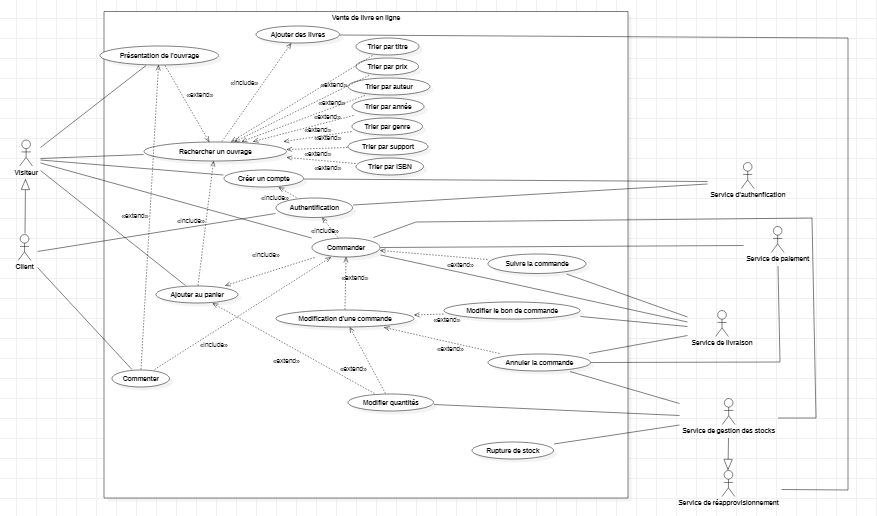 Vente de livre en ligne
Ajouter des livres
Présentation de l'ouvrage
Trier par titre
Trier par prix
«include»
«extend»
Trier par auteur
«extend»
«extend»
Trier par année
«extend»
Trier par genre
«extend»
«extend»
Trier par support
Rechercher un ouvrage
«extend»
Trier par ISBN
«extend»
Visiteur
Créer un compte
Service d'authenfication
«include»
Authentification
«extend»
«include»
«include»
Commander
Client
«include»
Suivre la commande
«extend»
Service de paiement
«extend»
Ajouter au panier
Modifier le bon de commande
Modification d'une commande
«extend»
Service de livraison
«include»
«extend»
«extend»
Annuler la commande
«extend»
Commenter
Modifier quantités
Service de gestion des stocks
Rupture de stock
Service de réapprovisionnement